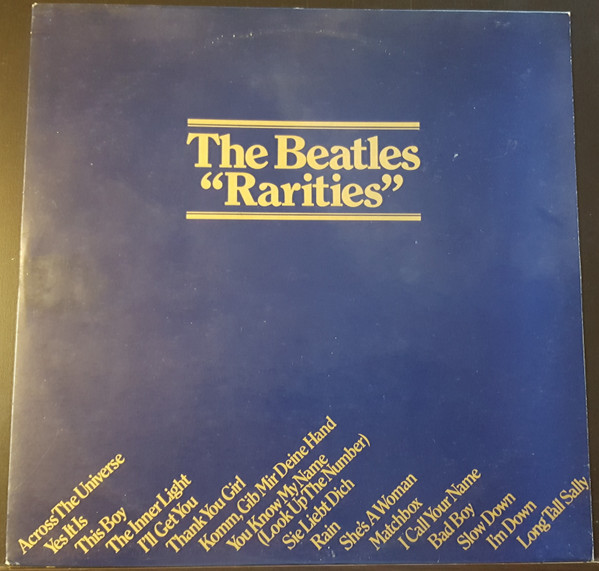 The Beatles
“Rarities”
Across The Universe
Yes It Is
This Boy
The Inner Light
I'll Get You
Thank You Girl
Komm, Gib Mir Deine Hand
You Know My Name
(Look Up The Number)
Sie Liebt Dich
Rain
She's A Woman
Matchbox
I Call Your Name
Bad Boy
Slow Down
I'm Down
Long Tall Sally